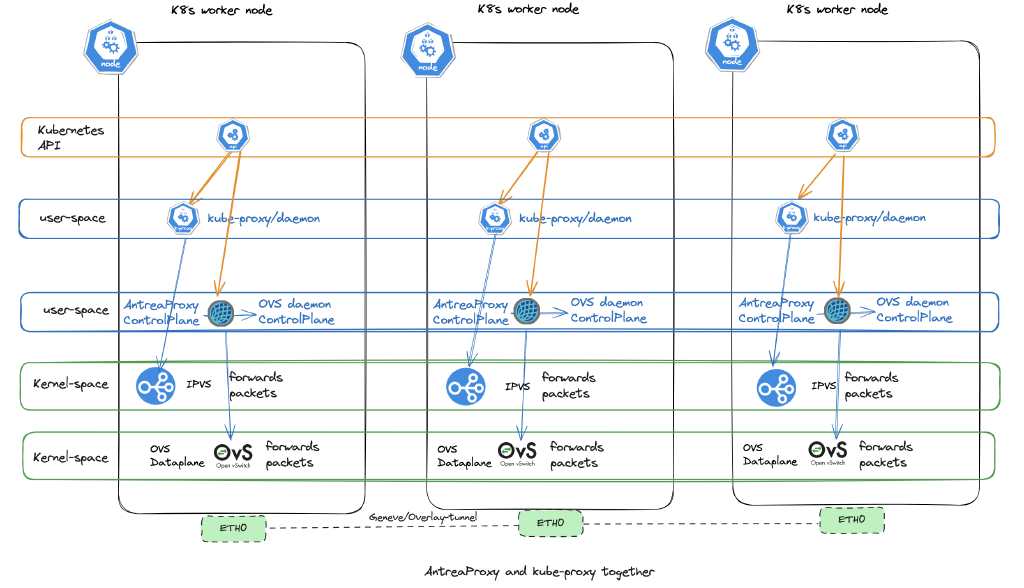 K8s worker node
K8s worker node
K8s worker node
node
node
node
Kubernetes
API
api
api
api
user-space
k-proxy
kube-proxy/daemon
k-proxy
kube-proxy/daemon
k-proxy
kube-proxy/daemon
user-space
AntreaProxy
ControlPlane
OVS daemon
ControlPlane
AntreaProxy
ControlPlane
OVS daemon
ControlPlane
AntreaProxy
ControlPlane
OVS daemon
ControlPlane
Kernel-space
IPVS
forwards
packets
IPVS
forwards
packets
IPVS
forwards
packets
Kernel-space
OVS
Dataplane
OvS
Open vSwitch
forwards
packets
OVS
Dataplane
OvS
Open vSwitch
forwards
packets
OVS
Dataplane
OvS
Open vSwitch
forwards
packets
ETH0
Geneve/Overlay-tunnel
ETH0
ETH0
AntreaProxy and kube-proxy together